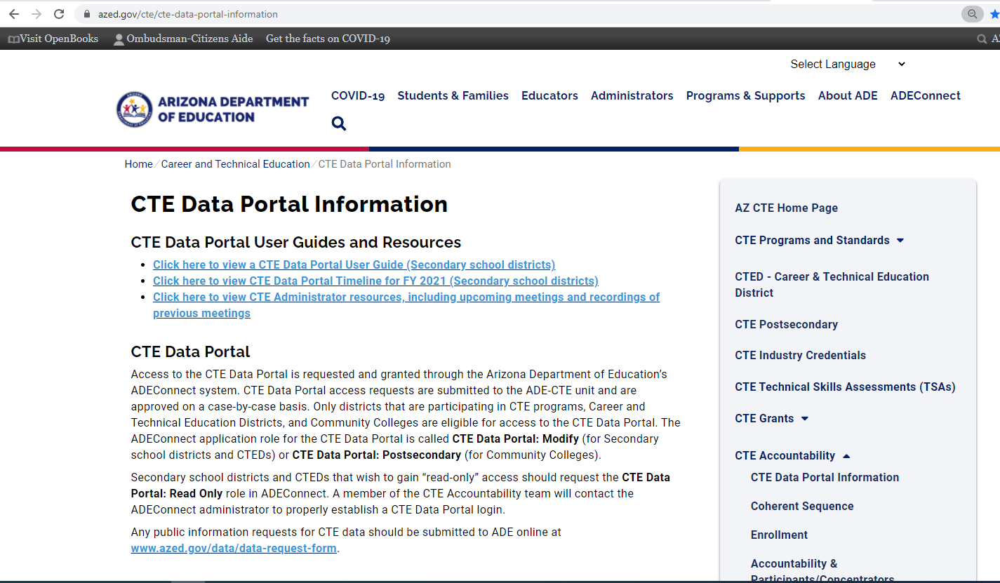 azed.gov/cte/cte-data-portal-information
Visit OpenBooks Ombudsman-Citizens Aide Get the facts on COVID-19
Select Language
ARIZONA DEPARTMENT
OF EDUCATION
COVID-19 Students & Families Educators Administrators Programs & Supports About ADE ADEConnect
Home / Career and Technical Education / CTE Data Portal Information
CTE Data Portal Information
CTE Data Portal User Guides and Resources
• Click here to view a CTE Data Portal User Guide (Secondary school districts)
• Click here to view CTE Data Portal Timeline for FY 2021 (Secondary school districts)
• Click here to view CTE Administrator resources, including upcoming meetings and recordings of
previous meetings
CTE Data Portal
Access to the CTE Data Portal is requested and granted through the Arizona Department of Education’s
ADEConnect system. CTE Data Portal access requests are submitted to the ADE-CTE unit and are
approved on a case-by-case basis. Only districts that are participating in CTE programs, Career and
Technical Education Districts, and Community Colleges are eligible for access to the CTE Data Portal. The
ADEConnect application role for the CTE Data Portal is called CTE Data Portal: Modify (for Secondary
school districts and CTEDs) or CTE Data Portal: Postsecondary (for Community Colleges).
Secondary school districts and CTEDs that wish to gain “read-only” access should request the CTE Data
Portal: Read Only role in ADEConnect. A member of the CTE Accountability team will contact the
ADEConnect administrator to properly establish a CTE Data Portal login.
Any public information requests for CTE data should be submitted to ADE online at
www.azed.gov/data/data-request-form.
AZ CTE Home Page
CTE Programs and Standards
CTED - Career & Technical Education
District
CTE Postsecondary
CTE Industry Credentials
CTE Technical Skills Assessments (TSAs)
CTE Grants
CTE Accountability
CTE Data Portal Information
Coherent Sequence
Enrollment
Accountability &
Participants/Concentrators